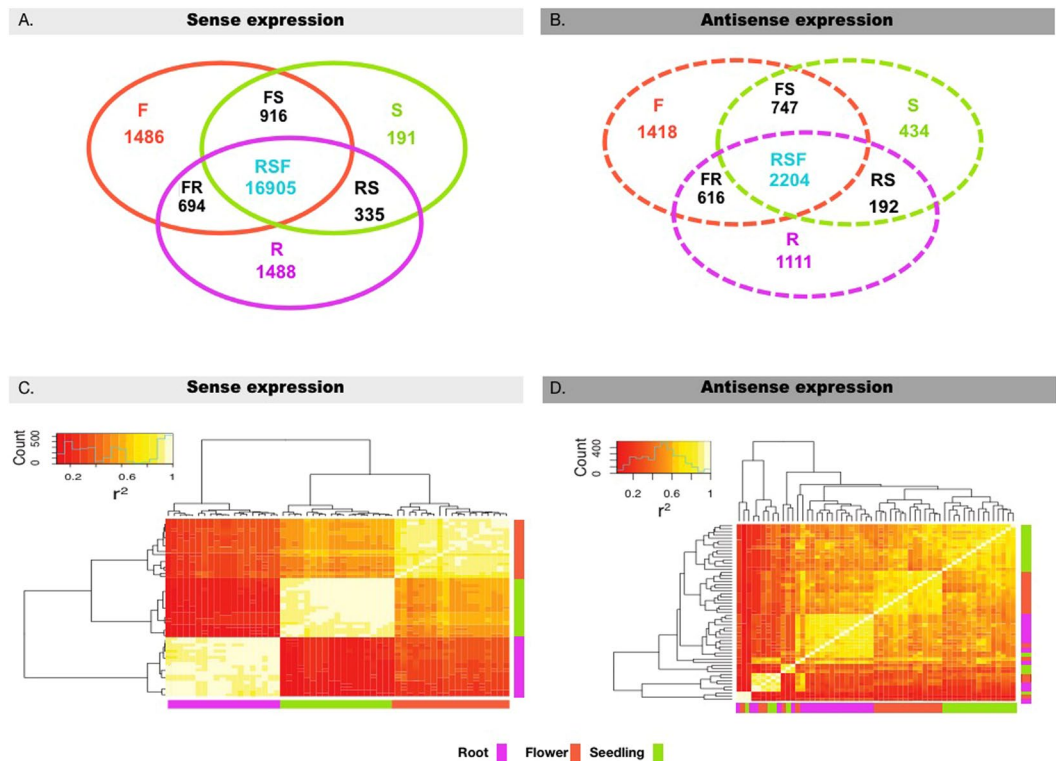 A. Sense expression
F
1486
FS
916
S
191
RSF
16905
FR
694
RS
335
R
1488
B. Antisense expression
F
1418
FS
747
S
434
RSF
2204
FR
616
RS
192
R
1111
C. Sense expression
Count
0 500
0.2 0.6 1
r²
D. Antisense expression
Count
0 400
0.2 0.6 1
r²
Root Flower Seedling